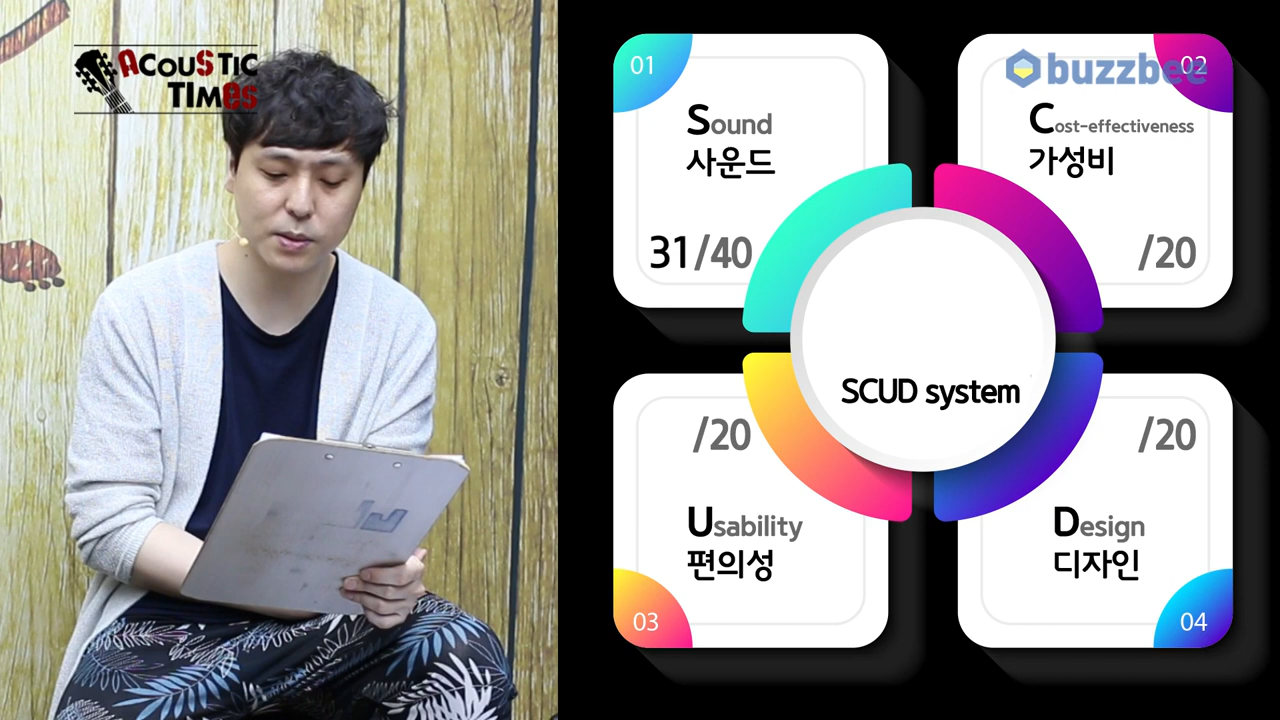 ACOUSTIC
TIMES
01
Sound
사운드
31/40
buzzbee
02
Cost-effectiveness
가성비
/20
SCUD system
/20
Usability
편의성
03
/20
Design
디자인
04